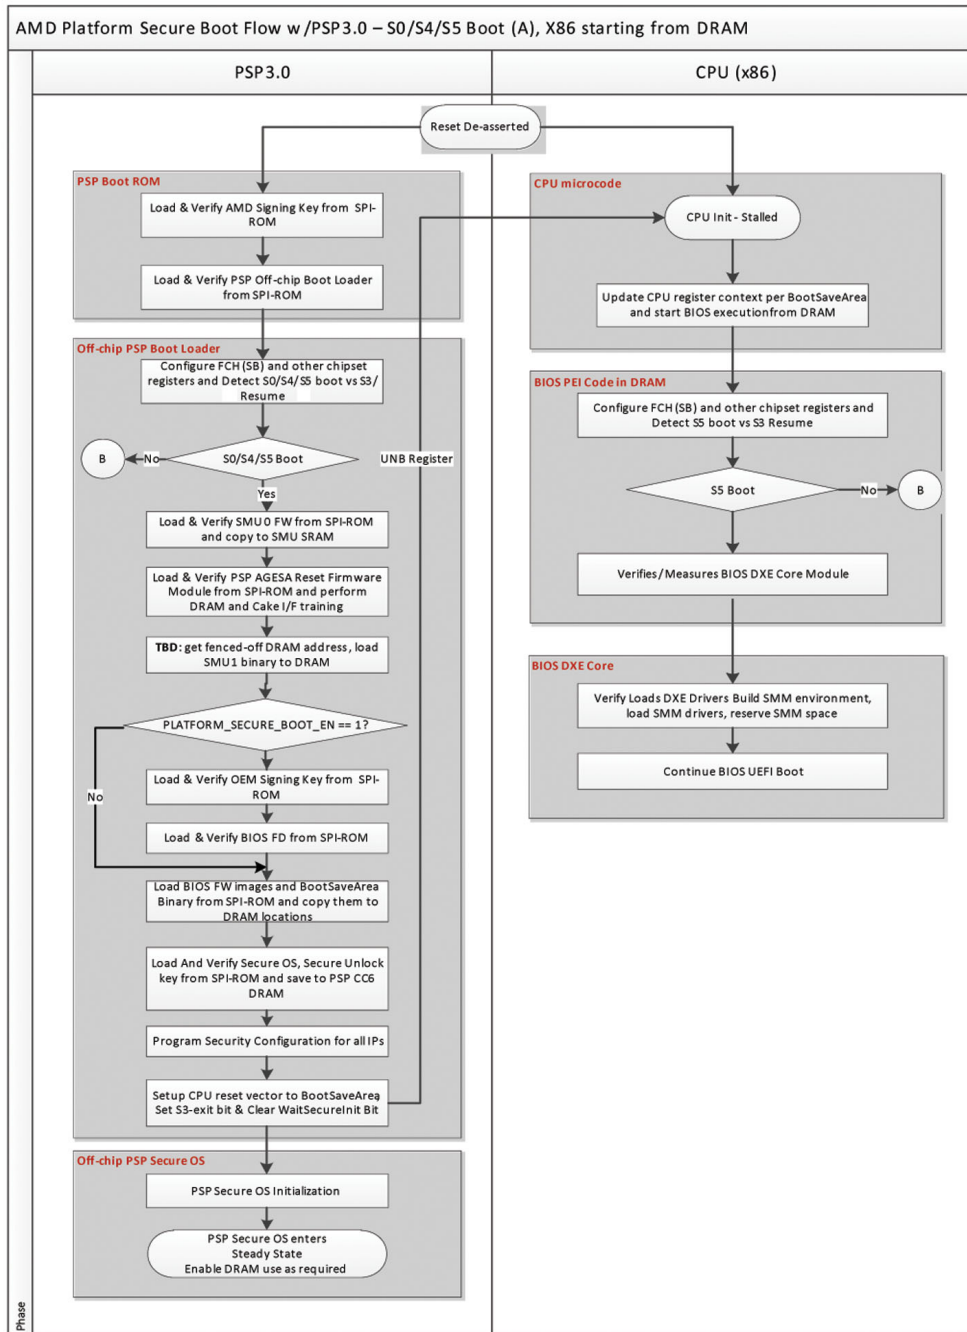 AMD Platform Secure Boot Flow w/PSP3.0 – S0/S4/S5 Boot (A), X86 starting from DRAM
PSP3.0
CPU (x86)
Reset De-asserted
PSP Boot ROM
Load & Verify AMD Signing Key from SPI-
ROM
Load & Verify PSP Off-chip Boot Loader
from SPI-ROM
Off-chip PSP Boot Loader
Configure FCH (SB) and other chipset
registers and Detect S0/S4/S5 boot vs S3/
Resume
S0/S4/S5 Boot
No
B
Yes
UNB Register
Load & Verify SMU0 FW from SPI-ROM
and copy to SMU SRAM
Load & Verify PSP AGESA Reset Firmware
Module from SPI-ROM and perform
DRAM and Cake I/F training
TBD: get fenced-off DRAM address, load
SMU1 binary to DRAM
PLATFORM_SECURE_BOOT_EN == 1?
No
Load & Verify OEM Signing Key from SPI-
ROM
Load & Verify BIOS FD from SPI-ROM
Load BIOS FW images and BootSaveArea
Binary from SPI-ROM and copy them to
DRAM locations
Load And Verify Secure OS, Secure Unlock
key from SPI-ROM and save to PSP CC6
DRAM
Program Security Configuration for all IPs
Setup CPU reset vector to BootSaveArea,
Set S3-exit bit & Clear WaitSecureInit Bit
Off-chip PSP Secure OS
PSP Secure OS Initialization
PSP Secure OS enters
Steady State
Enable DRAM use as required
CPU microcode
CPU Init - Stalled
Update CPU register context per BootSaveArea
and start BIOS executionfrom DRAM
BIOS PEI Code in DRAM
Configure FCH (SB) and other chipset registers and
Detect S5 boot vs S3 Resume
S5 Boot
No
B
Verifies/Measures BIOS DXE Core Module
BIOS DXE Core
Verify Loads DXE Drivers Build SMM environment,
load SMM drivers, reserve SMM space
Continue BIOS UEFI Boot
Phase